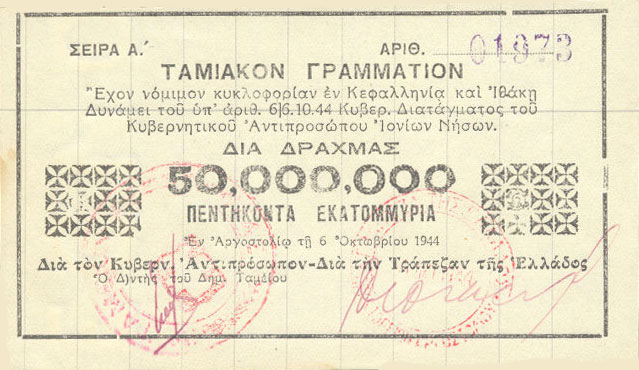 ΣΕΙΡΑ Α.΄ ΑΡΙΘ. 01973
ΤΑΜΙΑΚΟΝ ΓΡΑΜΜΑΤΙΟΝ
Ἔχον νόμιμον κυκλοφορίαν ἐν Κεφαλληνίᾳ καὶ Ἰθάκῃ
Δυνάμει τοῦ ὑπ' ἀριθ. 6|6.10.44 Κυβερ. Διατάγματος τοῦ
Κυβερνητικοῦ Ἀντιπροσώπου Ἰονίων Νήσων.
ΔΙΑ ΔΡΑΧΜΑΣ
50,000,000
ΠΕΝΤΗΚΟΝΤΑ ΕΚΑΤΟΜΜΥΡΙΑ
Ἐν Ἀργοστολίῳ τῇ 6 Ὀκτωβρίου 1944
Διὰ τὸν Κυβερν. Ἀντιπρόσωπον-Διὰ τὴν Τράπεζαν τῆς Ἑλλάδος
Ὁ Δ)ντὴς τοῦ Δημ. Ταμείου